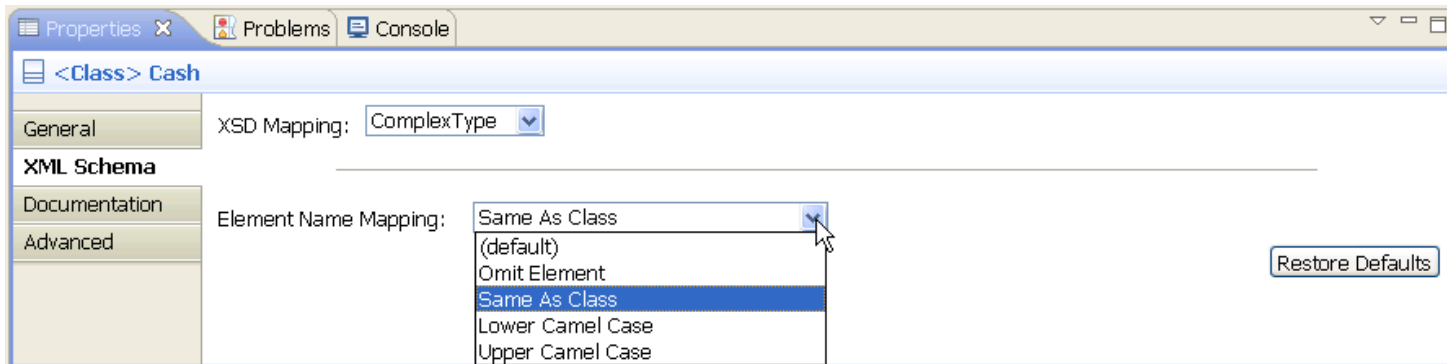 Properties Problems Console
<Class> Cash
General
XSD Mapping: ComplexType
XML Schema
Documentation
Element Name Mapping: Same As Class
Advanced
(default)
Omit Element
Restore Defaults
Same As Class
Lower Camel Case
Upper Camel Case